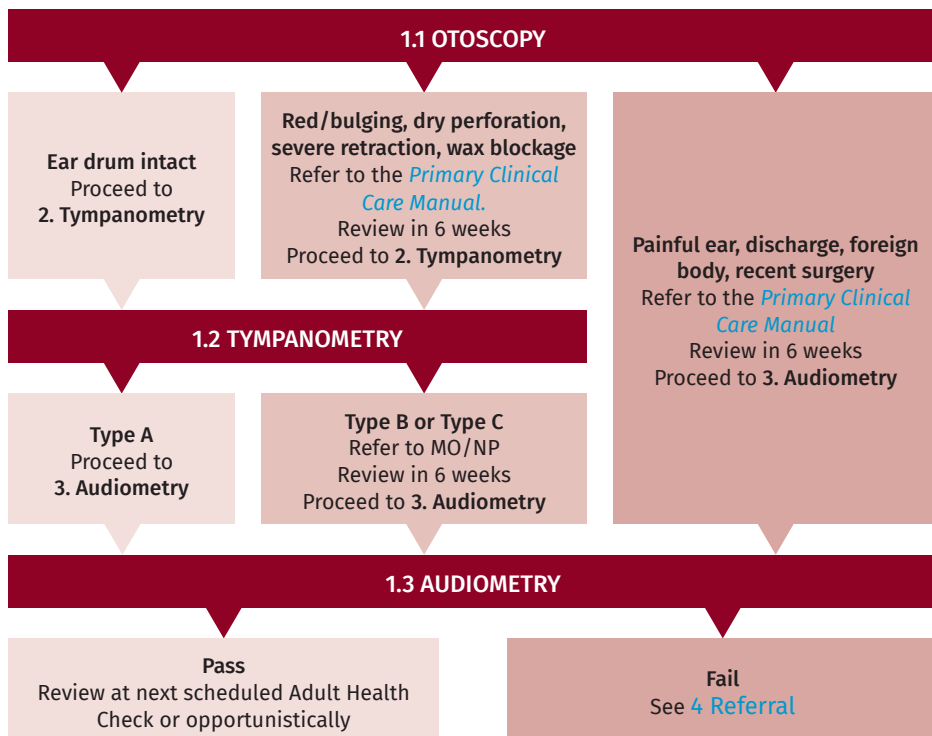 1.1 OTOSCOPY
Ear drum intact
Proceed to
2. Tympanometry
Red/bulging, dry perforation,
severe retraction, wax blockage
Refer to the Primary Clinical
Care Manual.
Review in 6 weeks
Proceed to 2. Tympanometry
Painful ear, discharge, foreign
body, recent surgery
Refer to the Primary Clinical
Care Manual
Review in 6 weeks
Proceed to 3. Audiometry
1.2 TYMPANOMETRY
Type A
Proceed to
3. Audiometry
Type B or Type C
Refer to MO/NP
Review in 6 weeks
Proceed to 3. Audiometry
1.3 AUDIOMETRY
Pass
Review at next scheduled Adult Health
Check or opportunistically
Fail
See 4 Referral